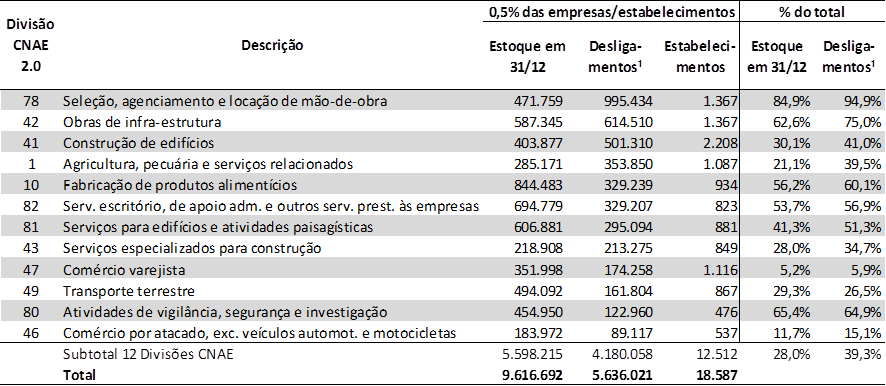 Divisão CNAE 2.0 Descrição 0,5% das empresas/estabelecimentos % do total
Estoque em 31/12 Desligamentos¹ Estabeleci-mentos Estoque em 31/12 Desliga-mentos¹
78 Seleção, agenciamento e locação de mão-de-obra 471.759 995.434 1.367 84,9% 94,9%
42 Obras de infra-estrutura 587.345 614.510 1.367 62,6% 75,0%
41 Construção de edifícios 403.877 501.310 2.208 30,1% 41,0%
1 Agricultura, pecuária e serviços relacionados 285.171 353.850 1.087 21,1% 39,5%
10 Fabricação de produtos alimentícios 844.483 329.239 934 56,2% 60,1%
82 Serv. escritório, de apoio adm. e outros serv. prest. às empresas 694.779 329.207 823 53,7% 56,9%
81 Serviços para edifícios e atividades paisagísticas 606.881 295.094 881 41,3% 51,3%
43 Serviços especializados para construção 218.908 213.275 849 28,0% 34,7%
47 Comércio varejista 351.998 174.258 1.116 5,2% 5,9%
49 Transporte terrestre 494.092 161.804 867 29,3% 26,5%
80 Atividades de vigilância, segurança e investigação 454.950 122.960 476 65,4% 64,9%
46 Comércio por atacado, exc. veículos automot. e motocicletas 183.972 89.117 537 11,7% 15,1%
Subtotal 12 Divisões CNAE 5.598.215 4.180.058 12.512 28,0% 39,3%
Total 9.616.692 5.636.021 18.587